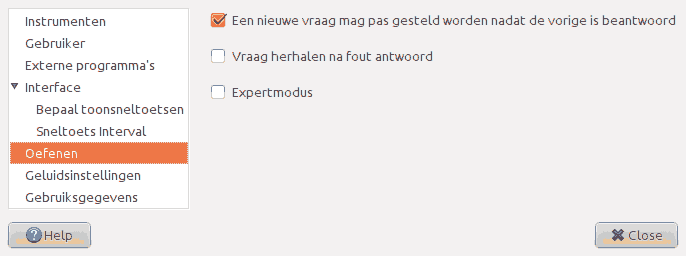 Instrumenten
Gebruiker
Externe programma's
Interface
Bepaal toonsneltoetsen
Sneltoets Interval
Oefenen
Geluidsinstellingen
Gebruiksgegevens
Een nieuwe vraag mag pas gesteld worden nadat de vorige is beantwoord
Vraag herhalen na fout antwoord
Expertmodus
Help
Close